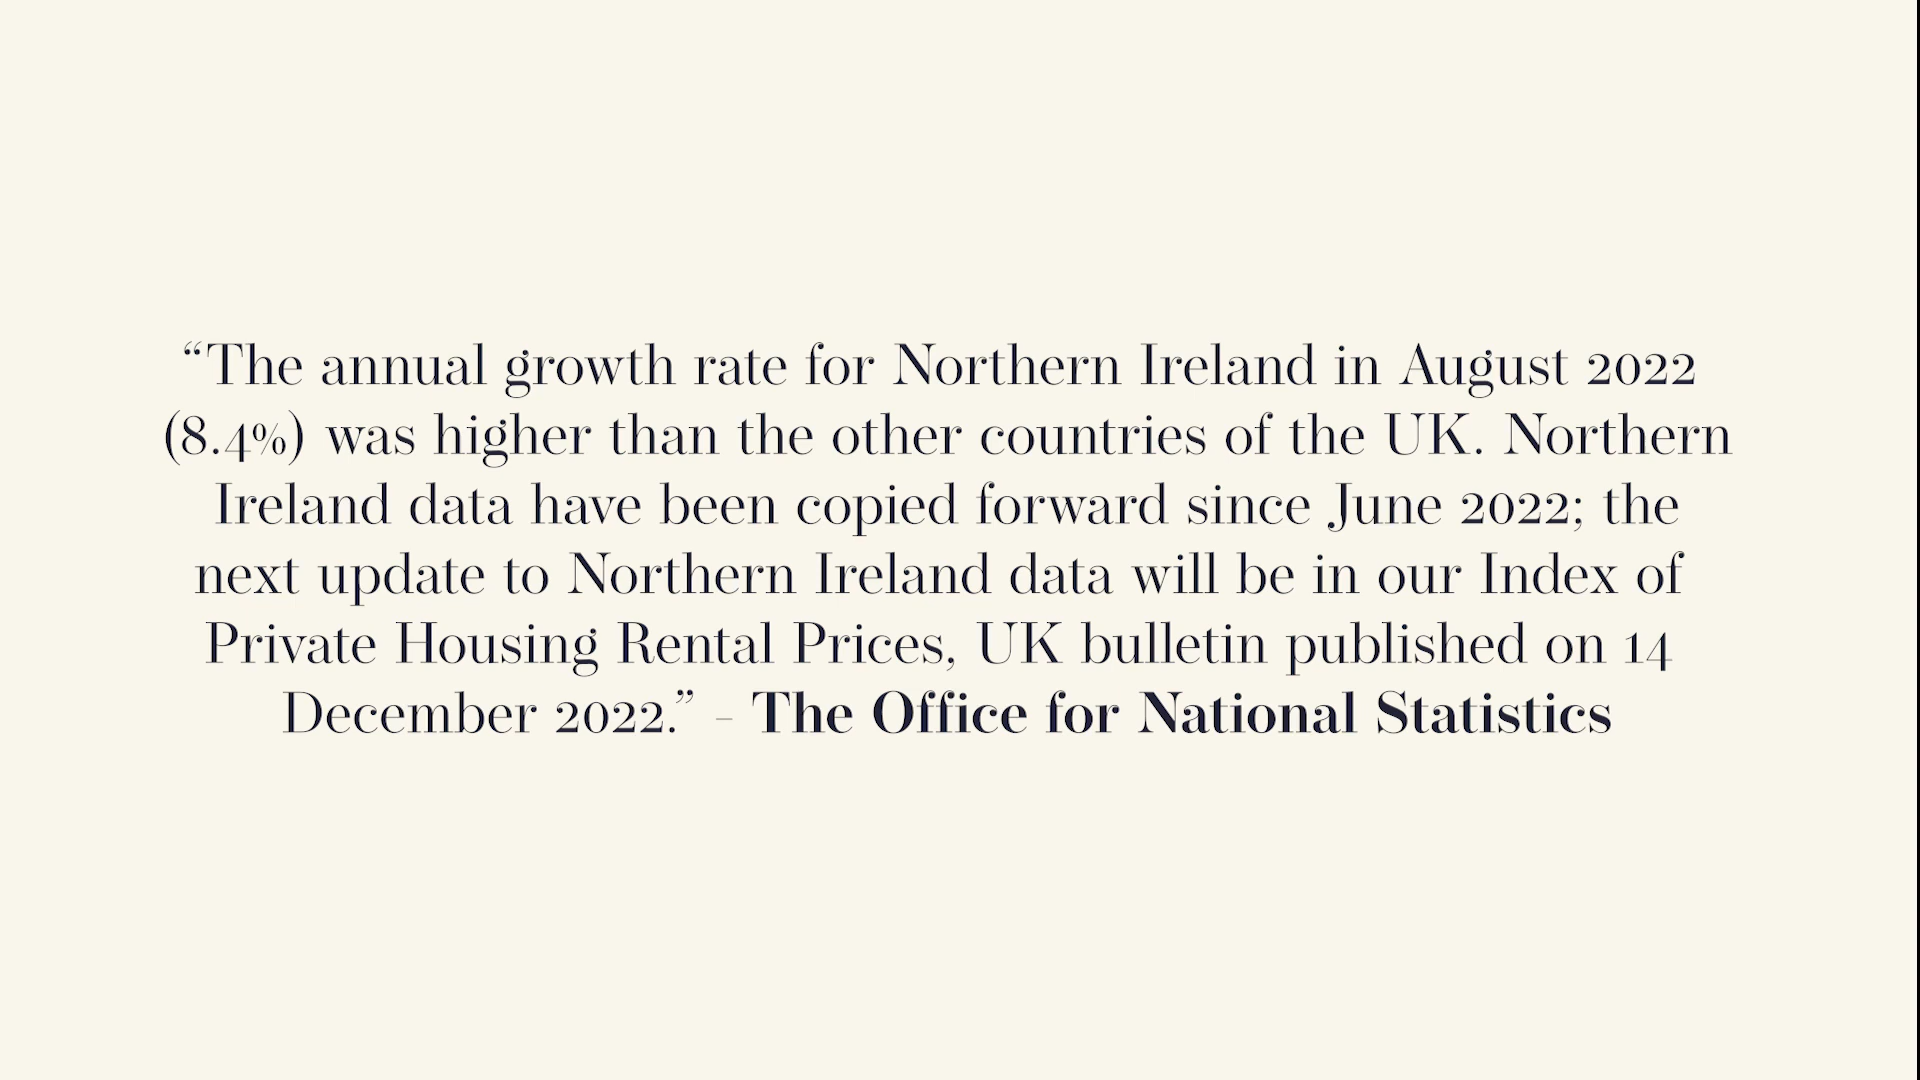 “The annual growth rate for Northern Ireland in August 2022
(8.4%) was higher than the other countries of the UK. Northern
Ireland data have been copied forward since June 2022; the
next update to Northern Ireland data will be in our Index of
Private Housing Rental Prices, UK bulletin published on 14
December 2022.” - The Office for National Statistics